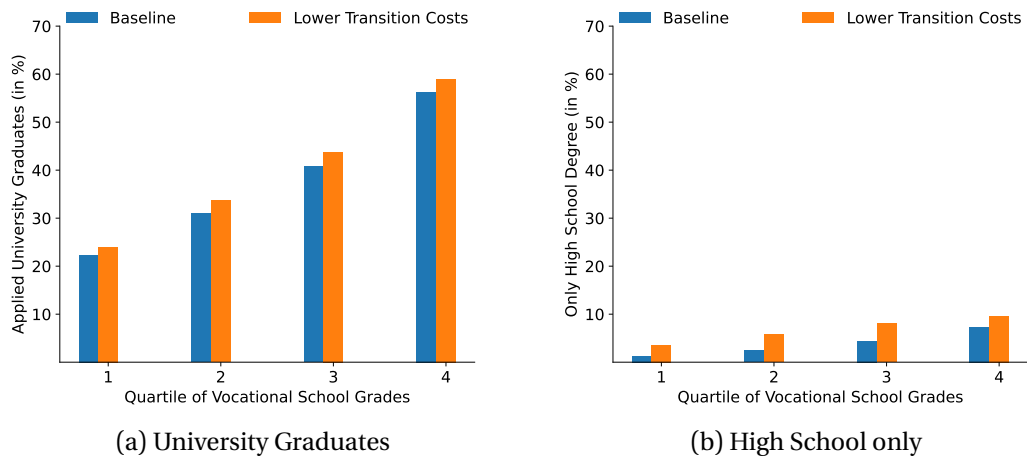 Baseline Lower Transition Costs
70
60
50
40
30
20
10
Applied University Graduates (in %)
1 2 3 4
Quartile of Vocational School Grades
(a) University Graduates
Baseline Lower Transition Costs
70
60
50
40
30
20
10
Only High School Degree (in %)
1 2 3 4
Quartile of Vocational School Grades
(b) High School only